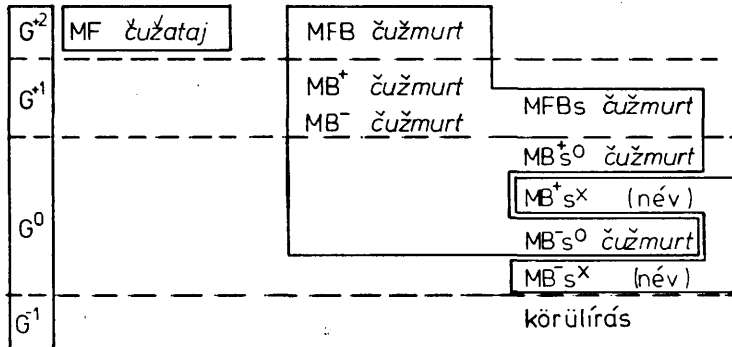 G⁺² MF čužataj MFB čužmurt
G⁺¹ MB⁺ čužmurt
MFBs čužmurt
MB⁻ čužmurt
MB⁺s⁰ čužmurt
MB⁺sˣ (név)
G⁰
MB⁻s⁰ čužmurt
MB⁻sˣ (név)
G⁻¹ körülírás